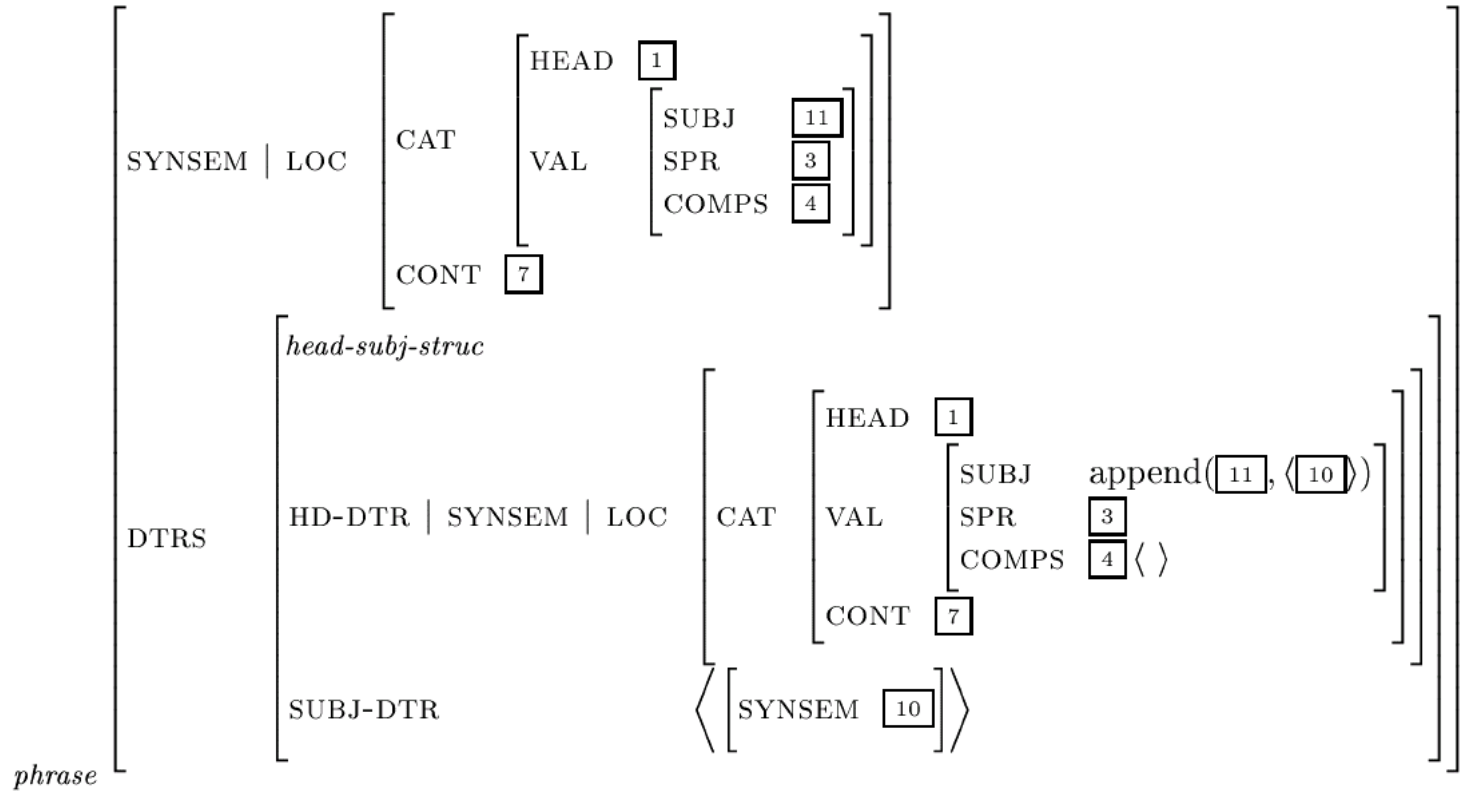 HEAD 1
SUBJ 11
CAT
SYNSEM | LOC VAL SPR 3
COMPS 4
CONT 7
head-subj-struc
HEAD 1
SUBJ append(11, ⟨10⟩)
HD-DTR | SYNSEM | LOC CAT VAL SPR 3
DTRS
COMPS 4 ⟨ ⟩
CONT 7
SUBJ-DTR ⟨[SYNSEM 10]⟩
phrase